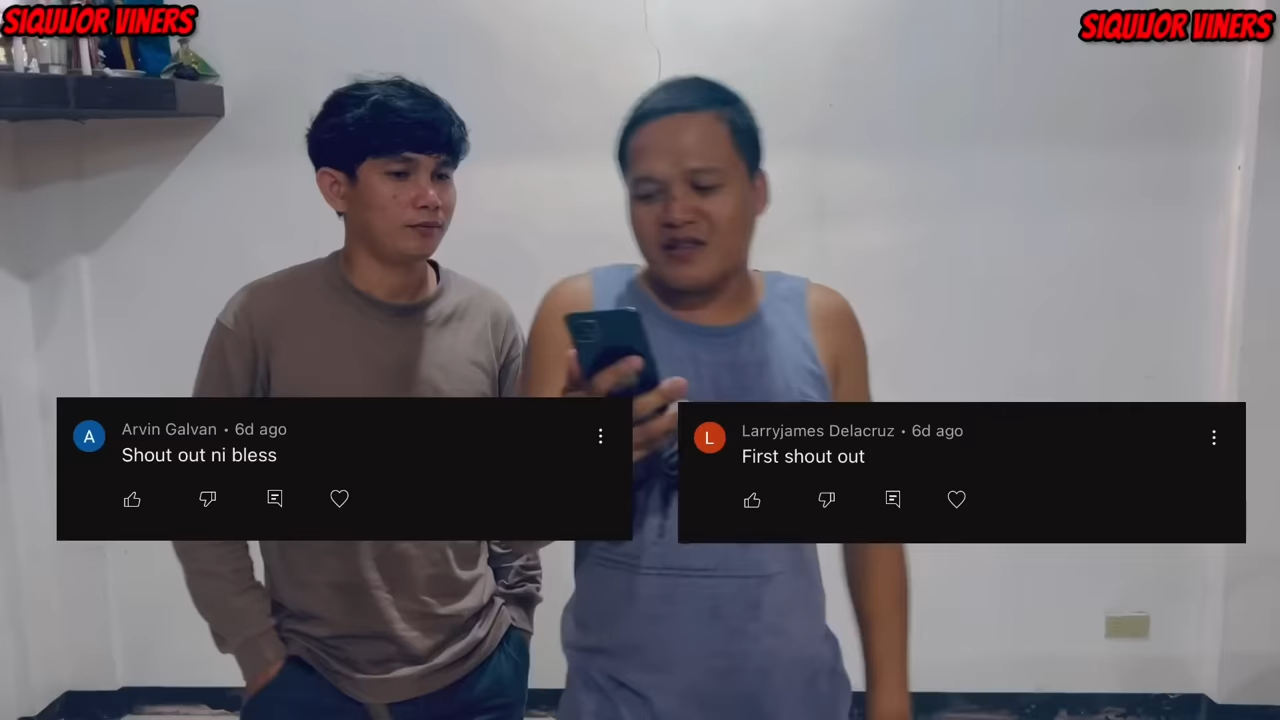 SIQUIJOR VINERS
SIQUIJOR VINERS
Arvin Galvan • 6d ago
Shout out ni bless
Larryjames Delacruz • 6d ago
First shout out
A
L